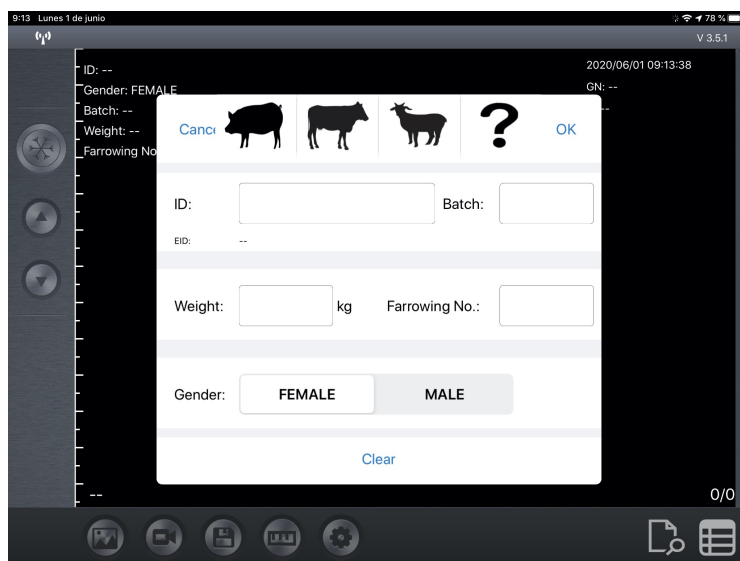 9:13 Lunes 1 de junio
78 %
V 3.5.1
ID: --
2020/06/01 09:13:38
Gender: FEMALE
GN: --
Batch: --
--
Weight: --
Farrowing No
Cance
?
OK
ID:
Batch:
EID: --
Weight:
kg
Farrowing No.:
Gender:
FEMALE
MALE
Clear
--
0/0